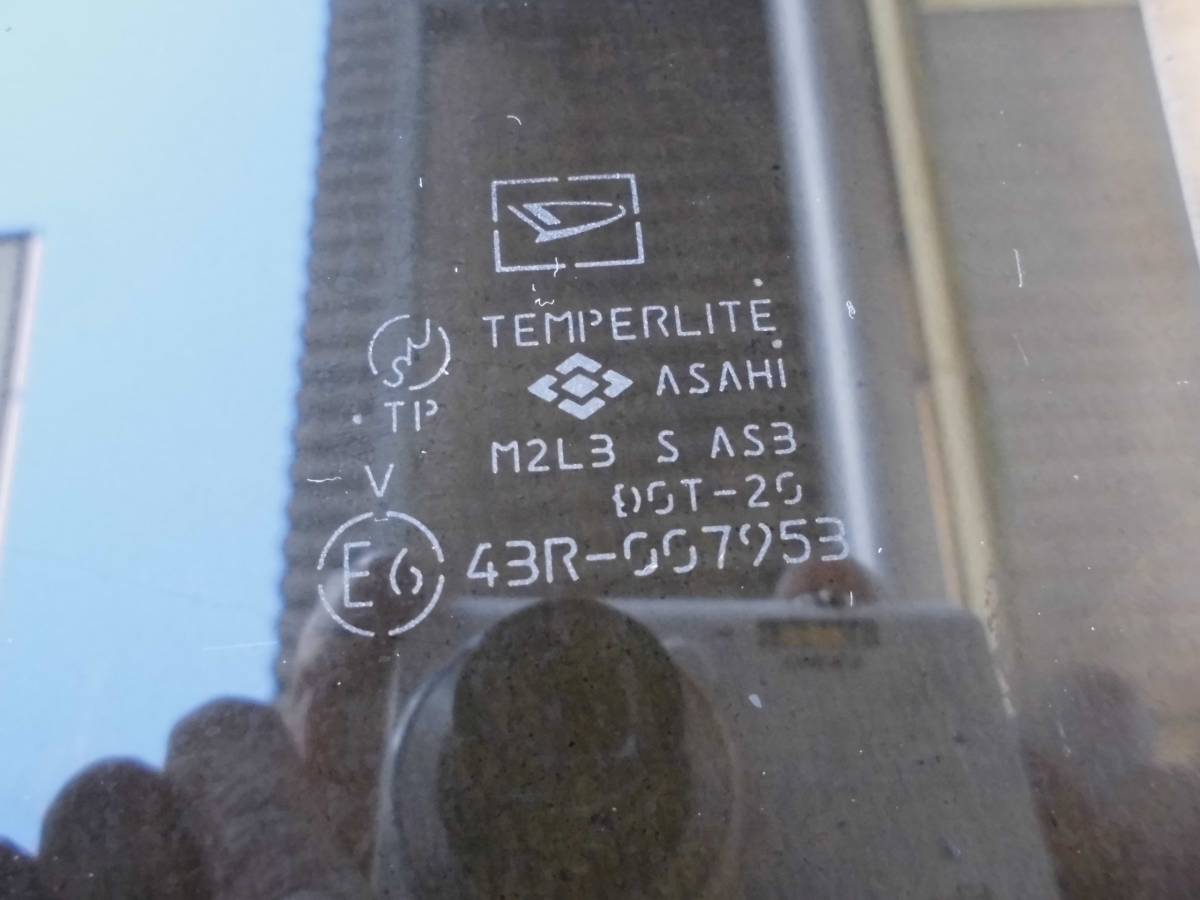 TEMPERLITE
ASAHI
TP
M2L3 S AS3
V
DOT-20
E6 43R-007953